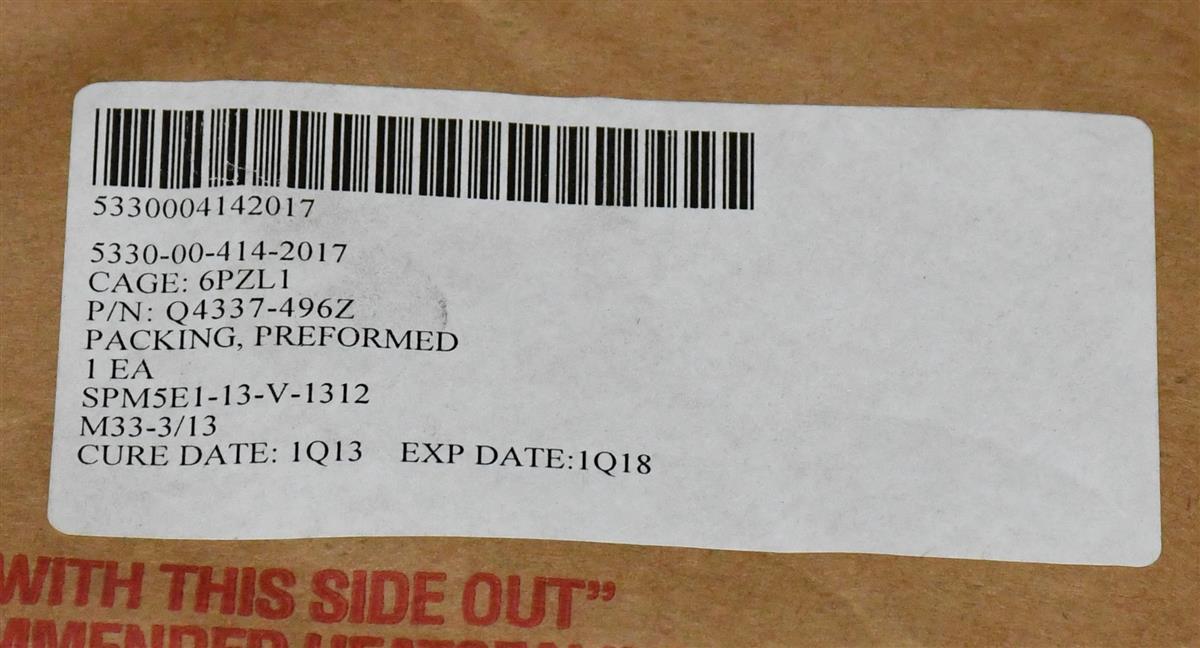 5330004142017
5330-00-414-2017
CAGE: 6PZL1
P/N: Q4337-496Z
PACKING, PREFORMED
1 EA
SPM5E1-13-V-1312
M33-3/13
CURE DATE: 1Q13 EXP DATE:1Q18
WITH THIS SIDE OUT”